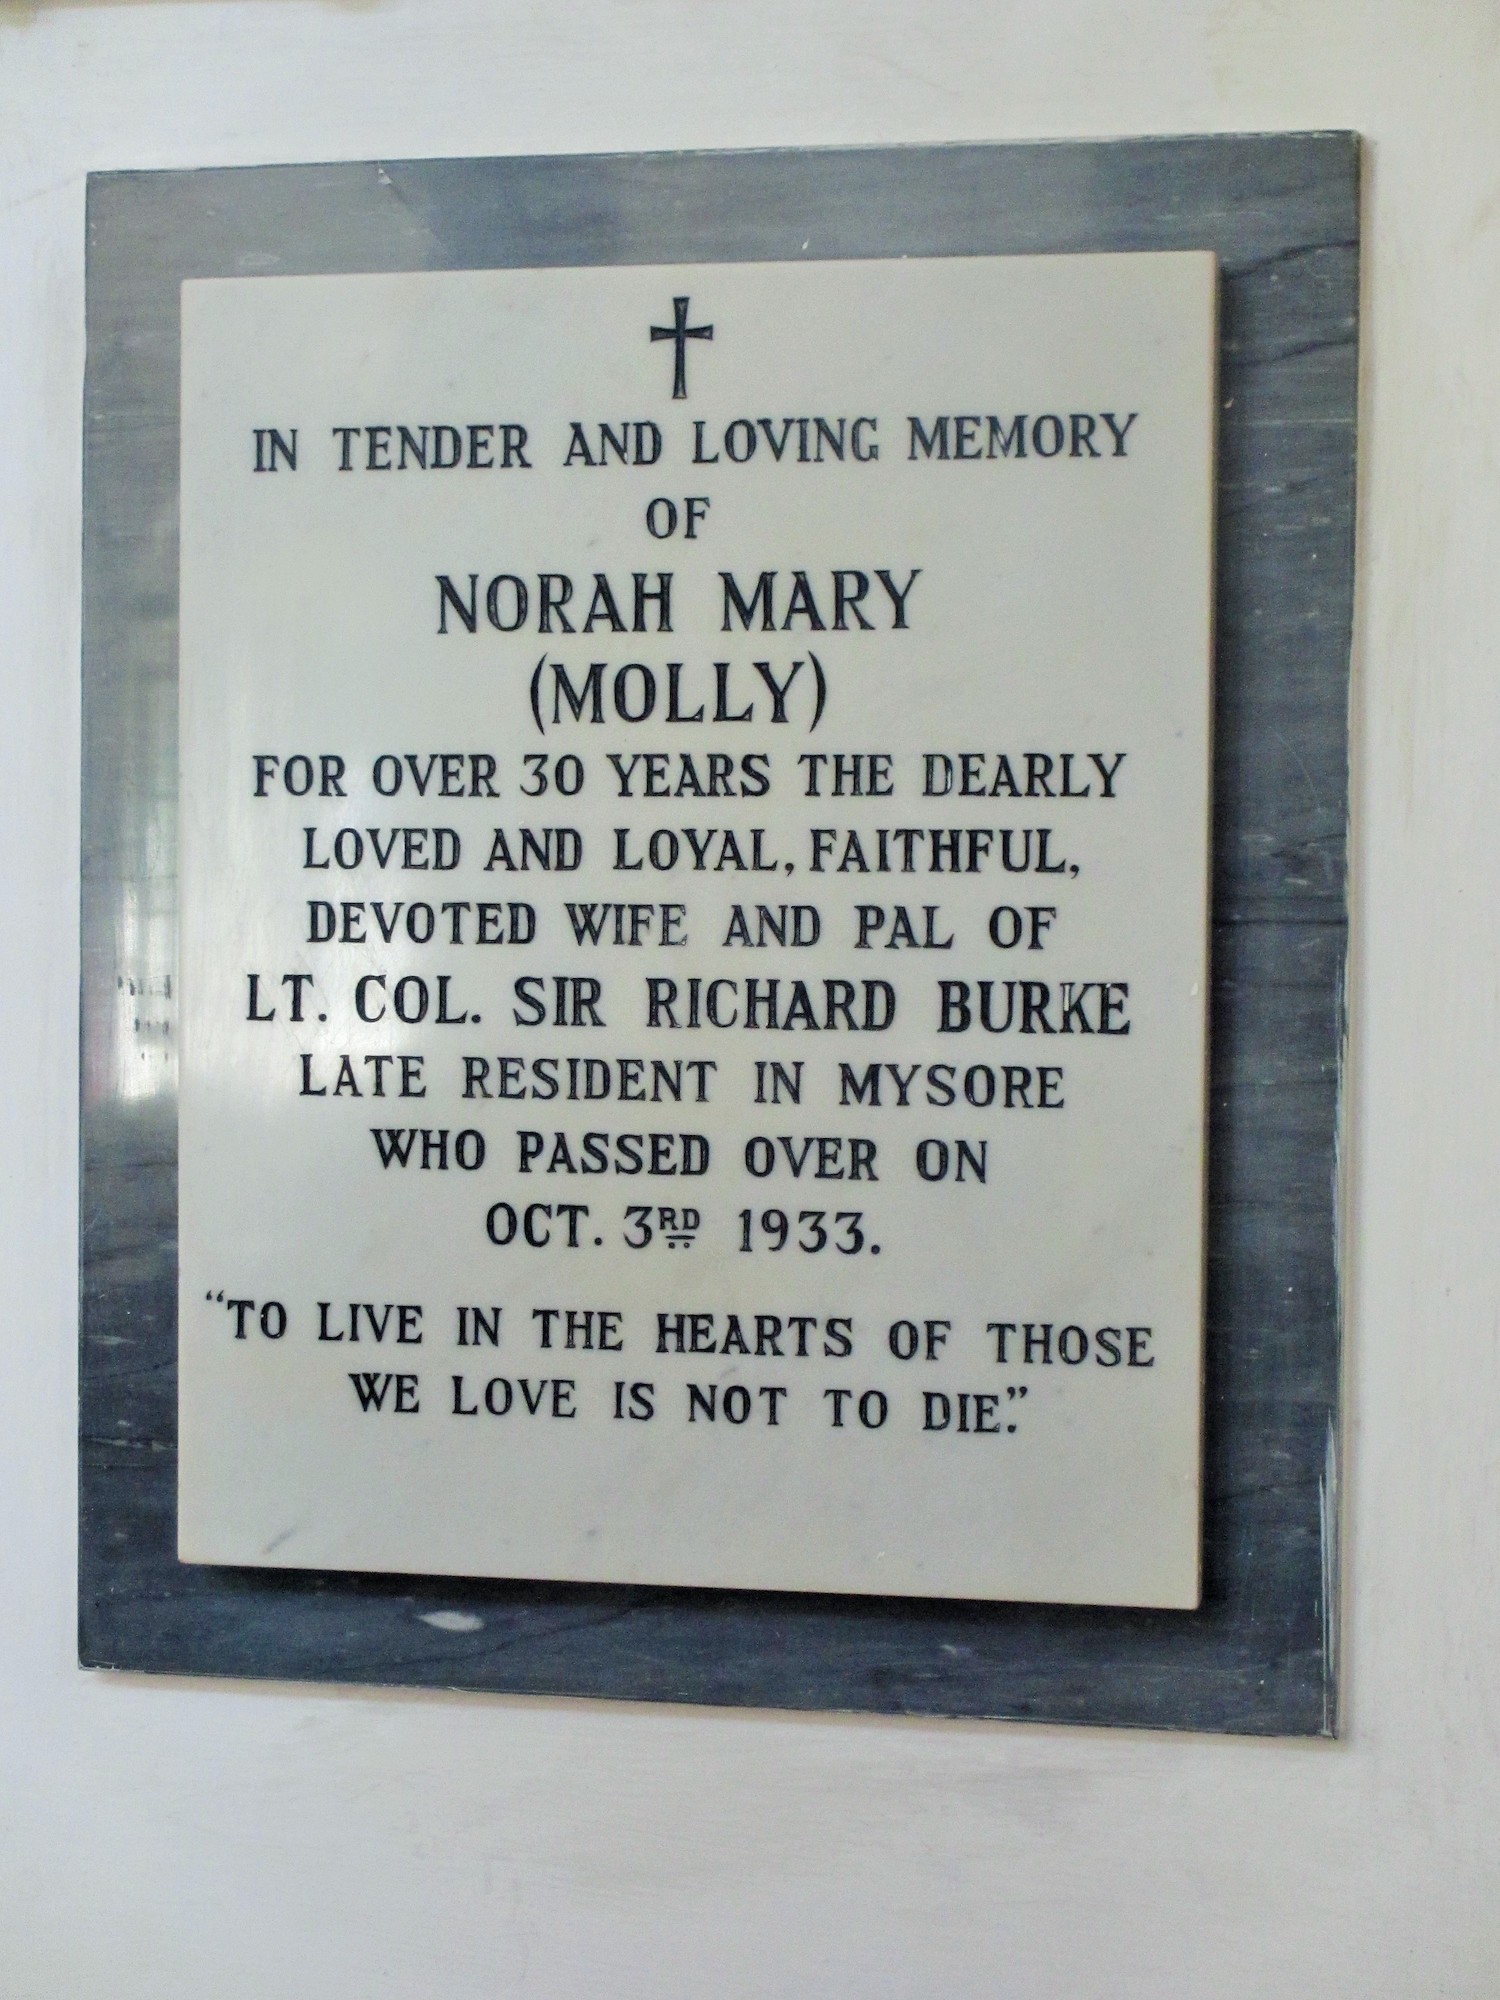 IN TENDER AND LOVING MEMORY
OF
NORAH MARY
(MOLLY)
FOR OVER 30 YEARS THE DEARLY
LOVED AND LOYAL, FAITHFUL,
DEVOTED WIFE AND PAL OF
LT. COL. SIR RICHARD BURKE
LATE RESIDENT IN MYSORE
WHO PASSED OVER ON
OCT. 3RD 1933.
“TO LIVE IN THE HEARTS OF THOSE
WE LOVE IS NOT TO DIE.”